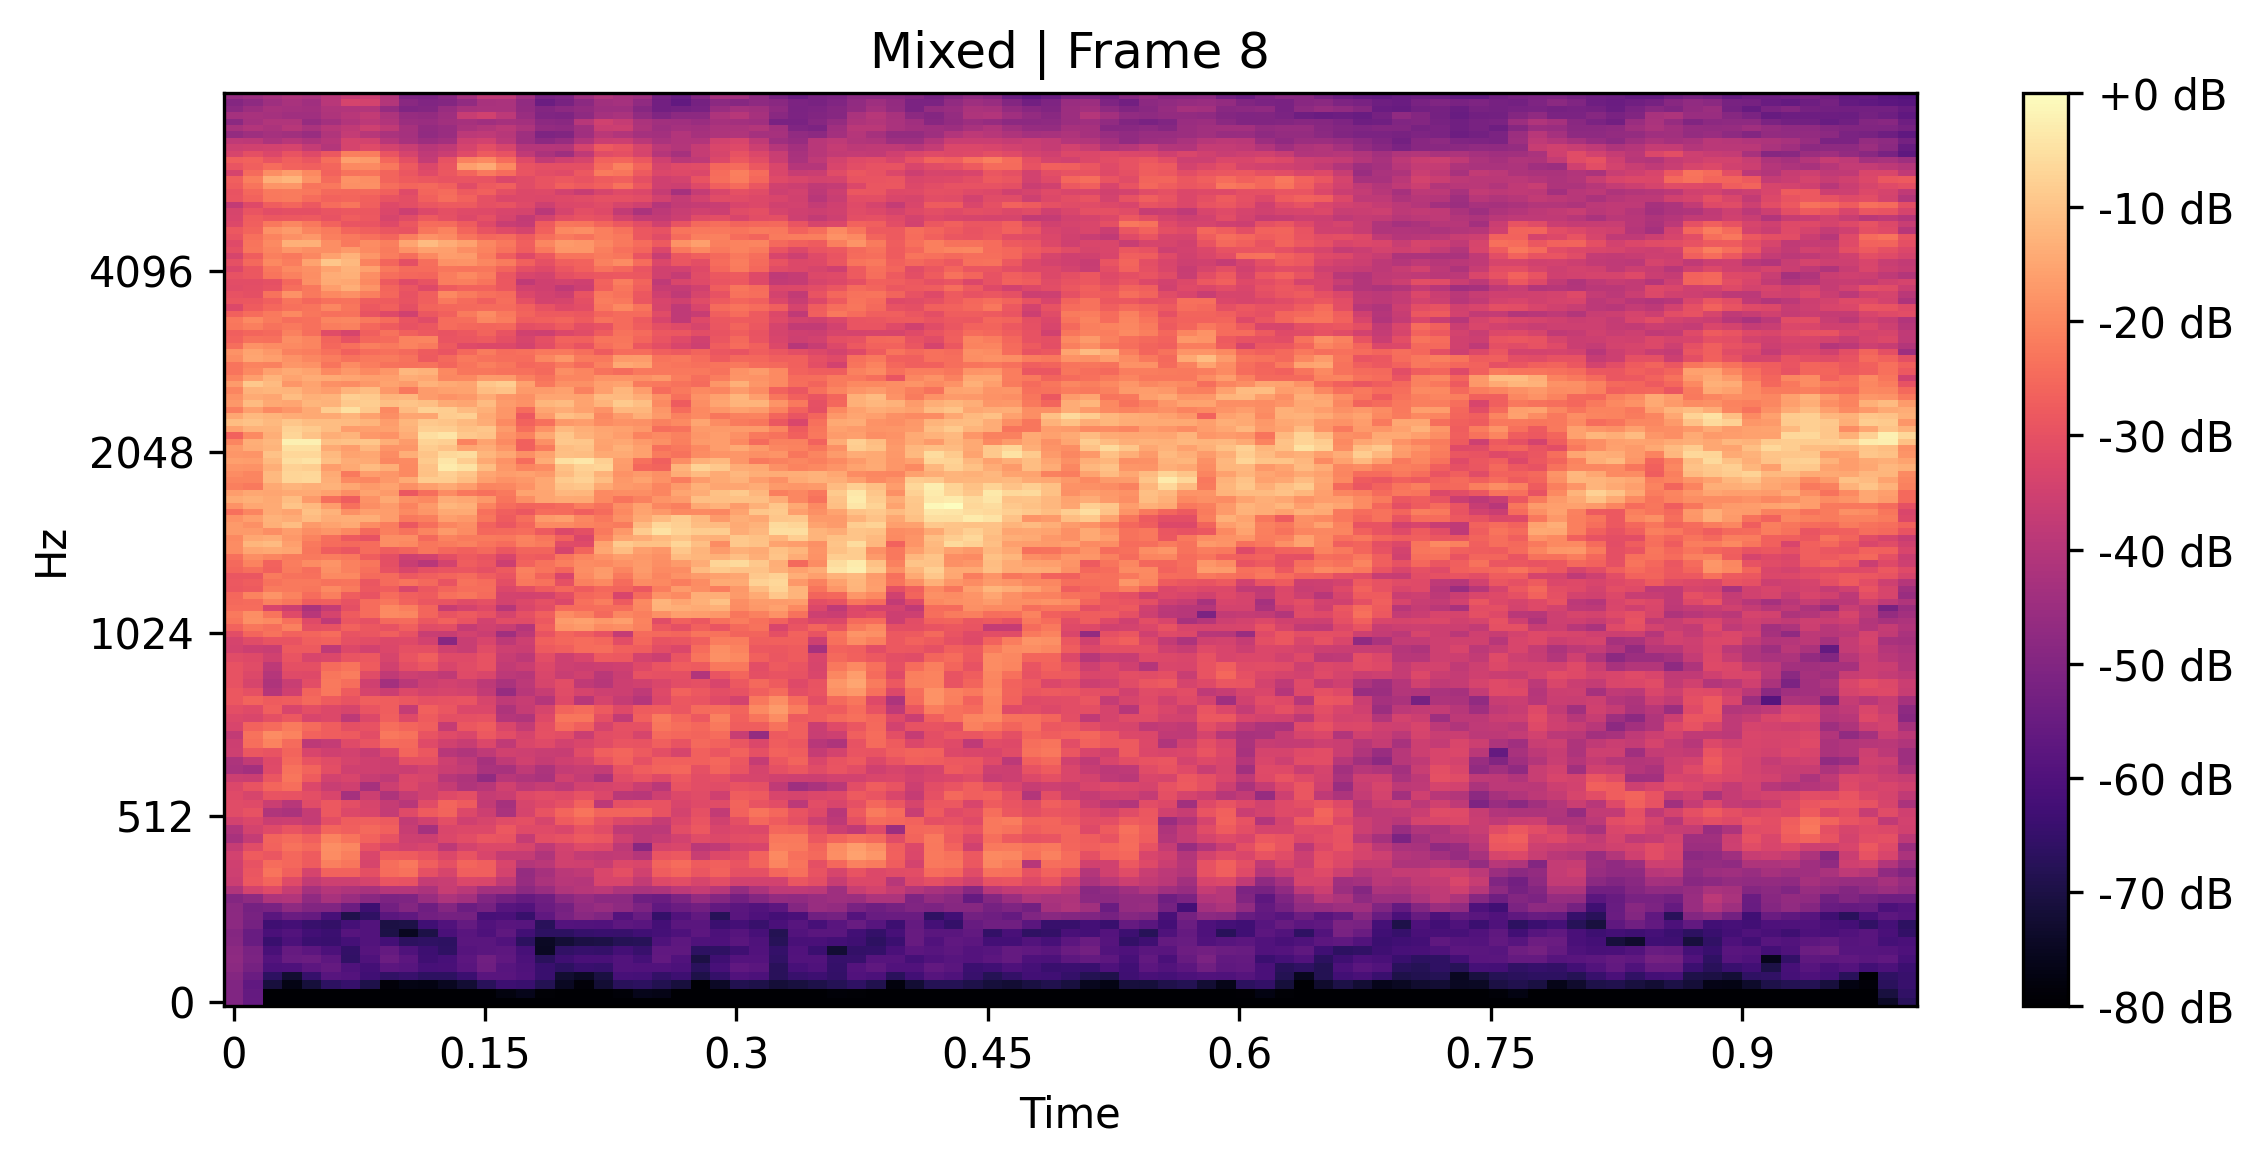 Mixed | Frame 8
+0 dB
-10 dB
-20 dB
-30 dB
-40 dB
-50 dB
-60 dB
-70 dB
-80 dB
4096
2048
1024
512
0
Hz
0 0.15 0.3 0.45 0.6 0.75 0.9
Time